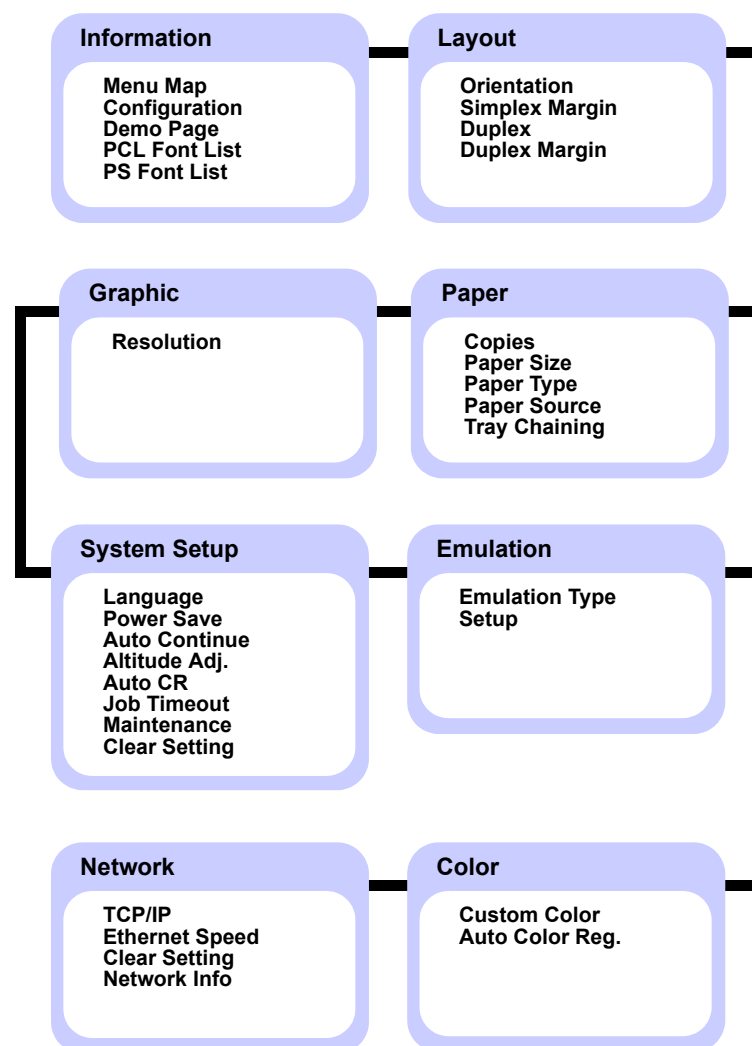 Information
Menu Map
Configuration
Demo Page
PCL Font List
PS Font List
Layout
Orientation
Simplex Margin
Duplex
Duplex Margin
Graphic
Resolution
Paper
Copies
Paper Size
Paper Type
Paper Source
Tray Chaining
System Setup
Language
Power Save
Auto Continue
Altitude Adj.
Auto CR
Job Timeout
Maintenance
Clear Setting
Emulation
Emulation Type
Setup
Network
TCP/IP
Ethernet Speed
Clear Setting
Network Info
Color
Custom Color
Auto Color Reg.